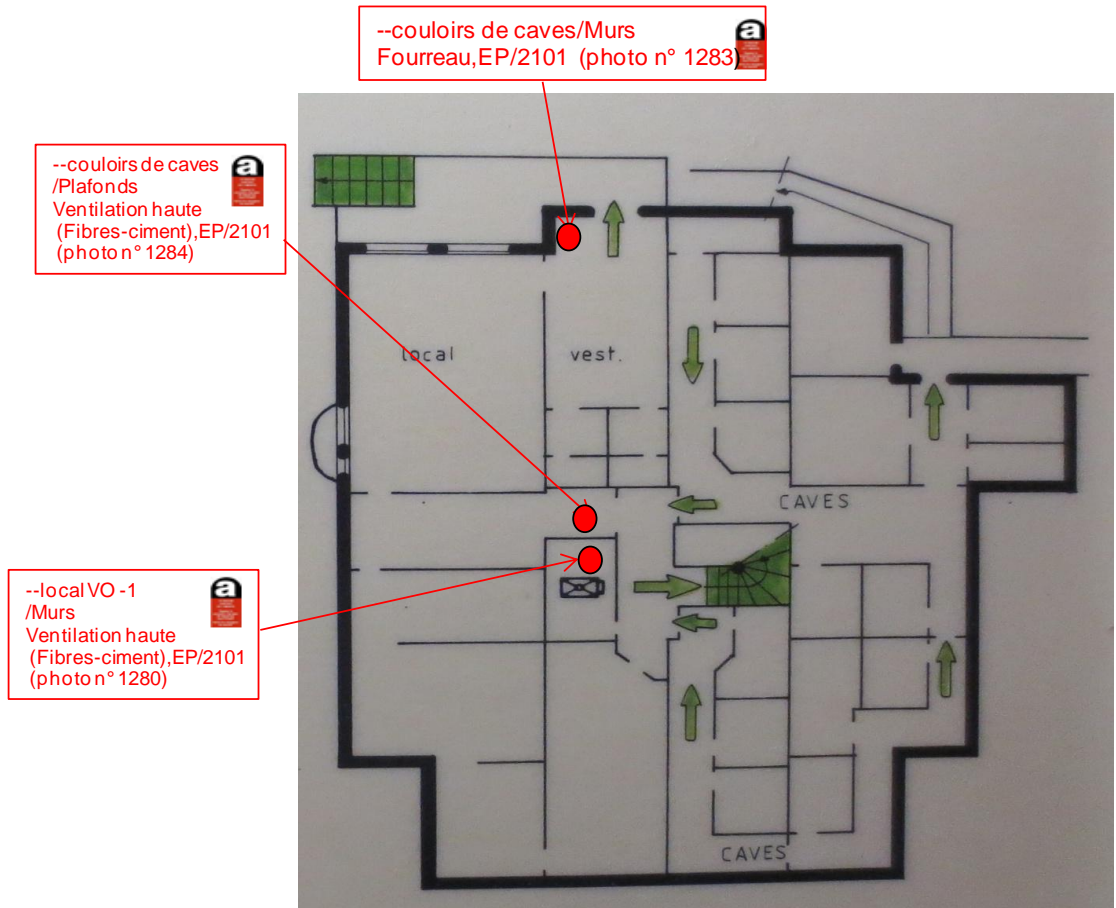 --couloirs de caves/Murs
Fourreau,EP/2101 (photo n° 1283)
a
--couloirs de caves
/Plafonds
Ventilation haute
(Fibres-ciment),EP/2101
(photo n° 1284)
a
local
vest.
CAVES
--local VO -1
/Murs
Ventilation haute
(Fibres-ciment),EP/2101
(photo n° 1280)
a
CAVES